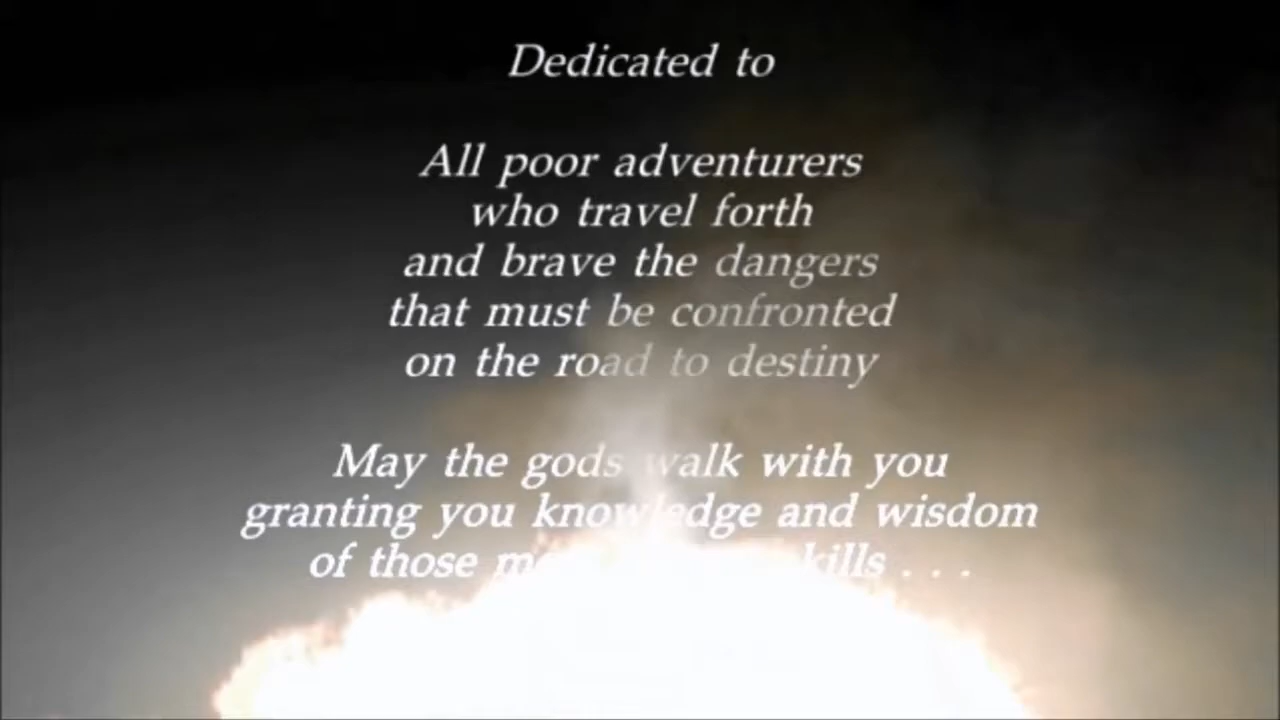 Dedicated to
All poor adventurers
who travel forth
and brave the dangers
that must be confronted
on the road to destiny
May the gods walk with you
granting you knowledge and wisdom
of those . . .